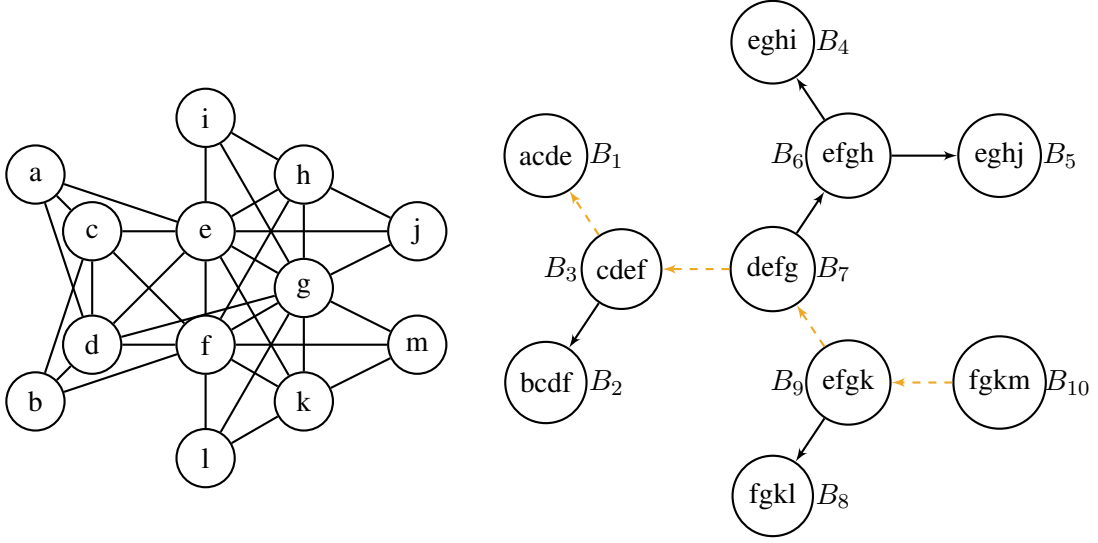 i
a
h
c
e
j
g
d
f
m
b
k
l
eghi B4
acde B1
B6 efgh
eghj B5
B3 cdef
defg B7
bcdf B2
B9 efgk
fgkm B10
fgkl B8